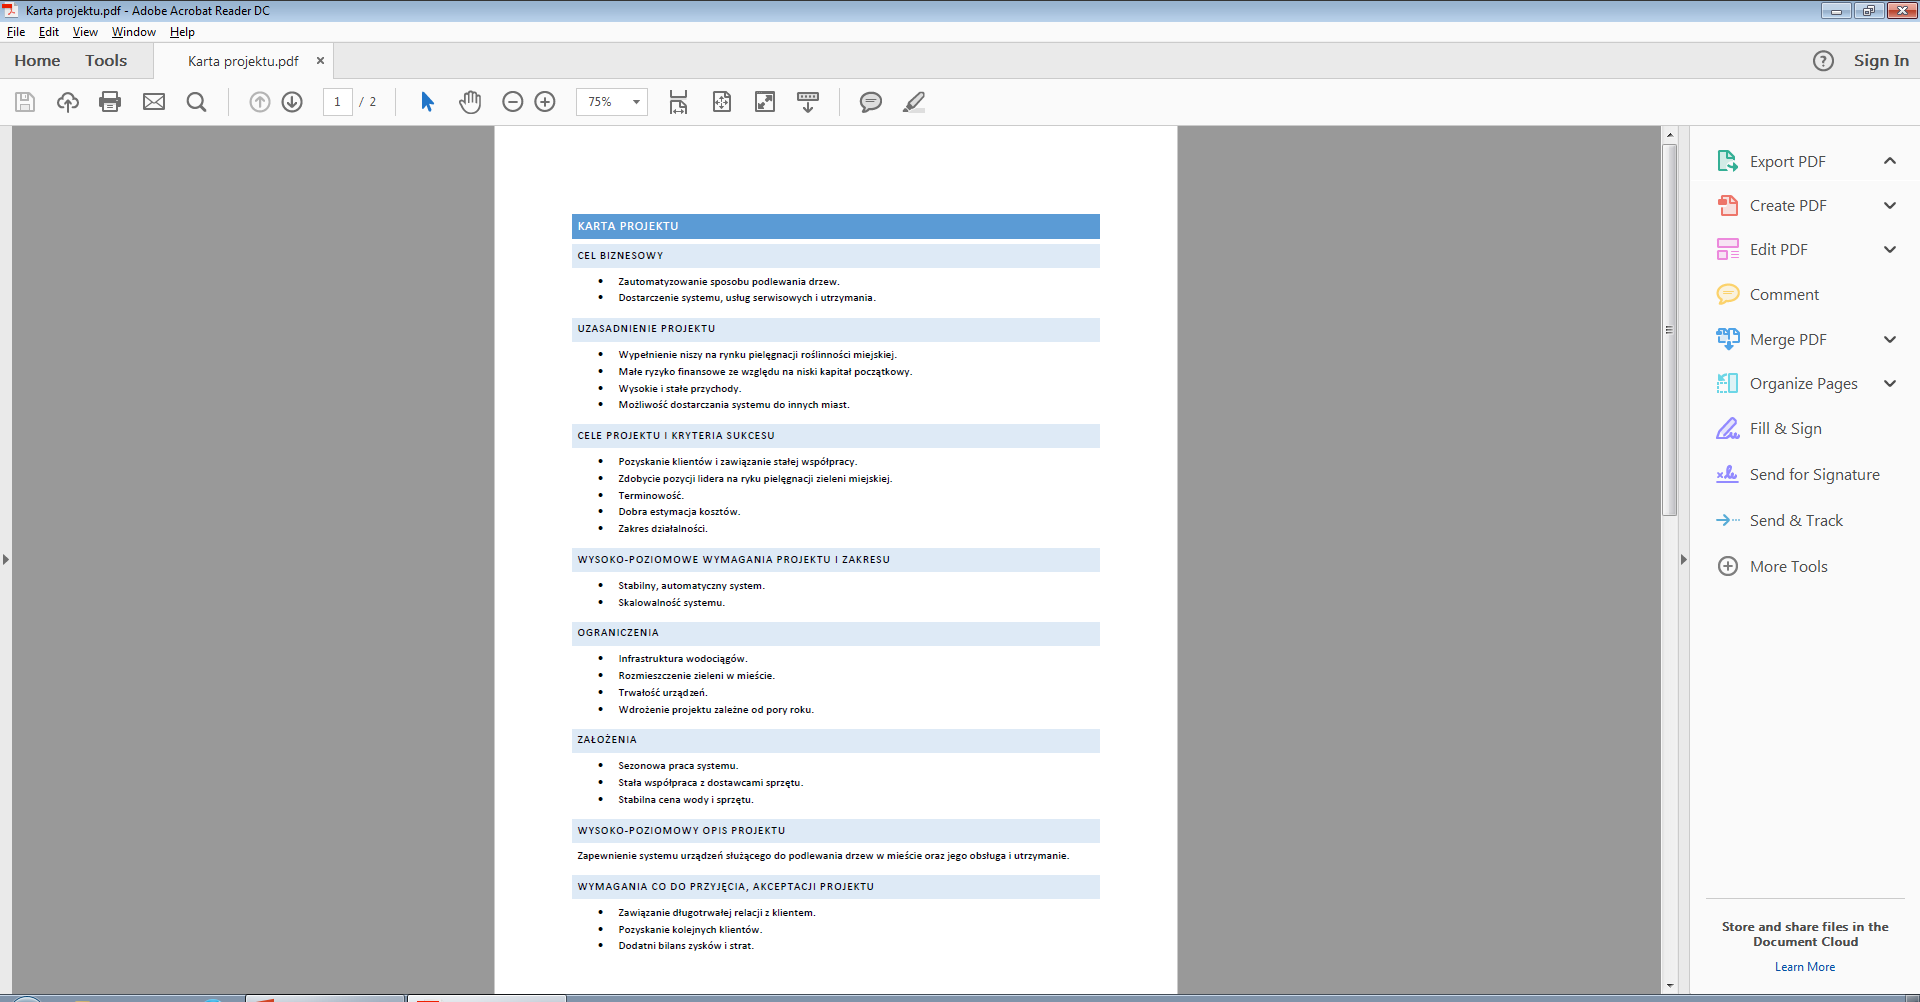 Karta projektu.pdf - Adobe Acrobat Reader DC
File Edit View Window Help
Home Tools Karta projektu.pdf × ? Sign In
1 / 2 75%
KARTA PROJEKTU
CEL BIZNESOWY
• Zautomatyzowanie sposobu podlewania drzew.
• Dostarczenie systemu, usług serwisowych i utrzymania.
UZASADNIENIE PROJEKTU
• Wypełnienie niszy na rynku pielęgnacji roślinności miejskiej.
• Małe ryzyko finansowe ze względu na niski kapitał początkowy.
• Wysokie i stałe przychody.
• Możliwość dostarczania systemu do innych miast.
CELE PROJEKTU I KRYTERIA SUKCESU
• Pozyskanie klientów i zawiązanie stałej współpracy.
• Zdobycie pozycji lidera na ryku pielęgnacji zieleni miejskiej.
• Terminowość.
• Dobra estymacja kosztów.
• Zakres działalności.
WYSOKO-POZIOMOWE WYMAGANIA PROJEKTU I ZAKRESU
• Stabilny, automatyczny system.
• Skalowalność systemu.
OGRANICZENIA
• Infrastruktura wodociągów.
• Rozmieszczenie zieleni w mieście.
• Trwałość urządzeń.
• Wdrożenie projektu zależne od pory roku.
ZAŁOŻENIA
• Sezonowa praca systemu.
• Stała współpraca z dostawcami sprzętu.
• Stabilna cena wody i sprzętu.
WYSOKO-POZIOMOWY OPIS PROJEKTU
Zapewnienie systemu urządzeń służącego do podlewania drzew w mieście oraz jego obsługa i utrzymanie.
WYMAGANIA CO DO PRZYJĘCIA, AKCEPTACJI PROJEKTU
• Zawiązanie długotrwałej relacji z klientem.
• Pozyskanie kolejnych klientów.
• Dodatni bilans zysków i strat.
Export PDF
Create PDF
Edit PDF
Comment
Merge PDF
Organize Pages
Fill & Sign
Send for Signature
Send & Track
More Tools
Store and share files in the
Document Cloud
Learn More